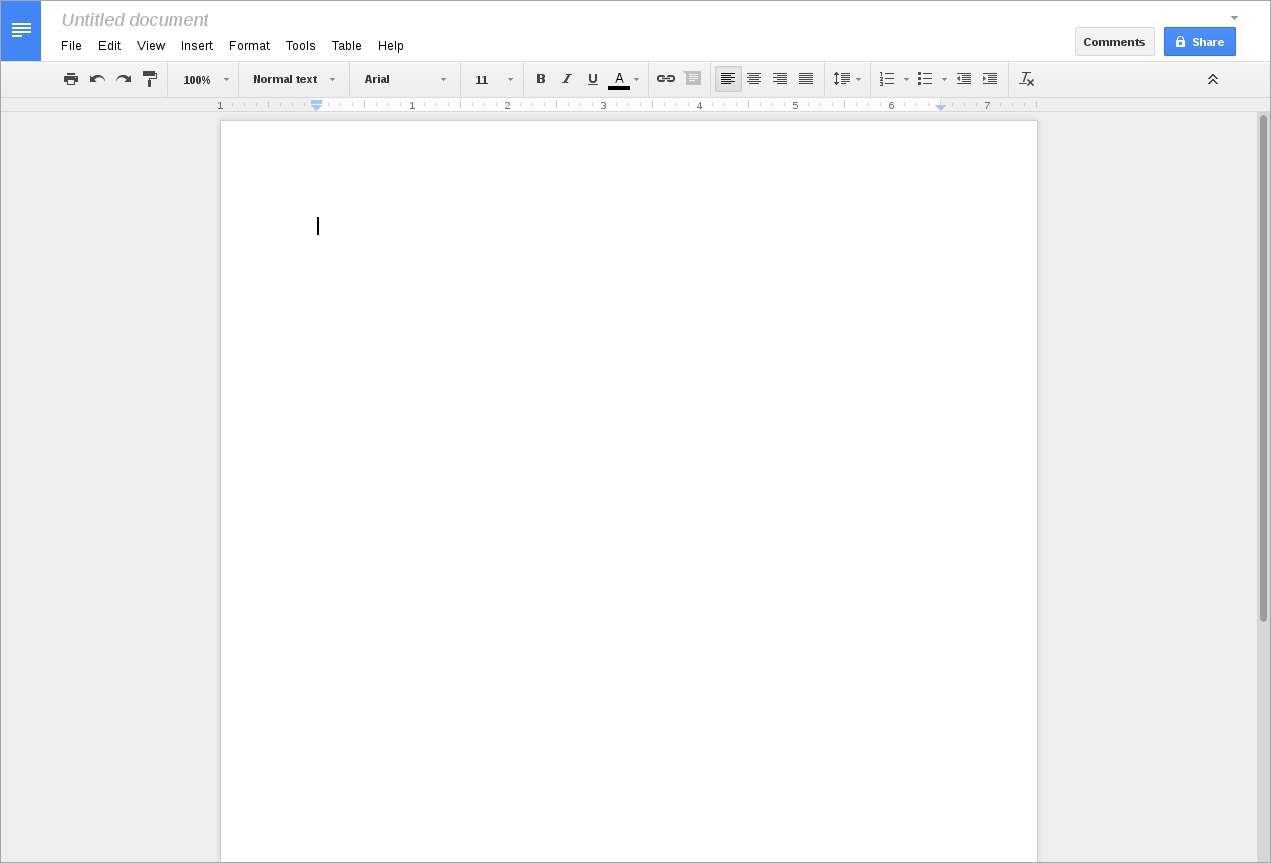 Untitled document
File Edit View Insert Format Tools Table Help
Comments Share
100% Normal text Arial 11 B I U A
1 1 2 3 4 5 6 7